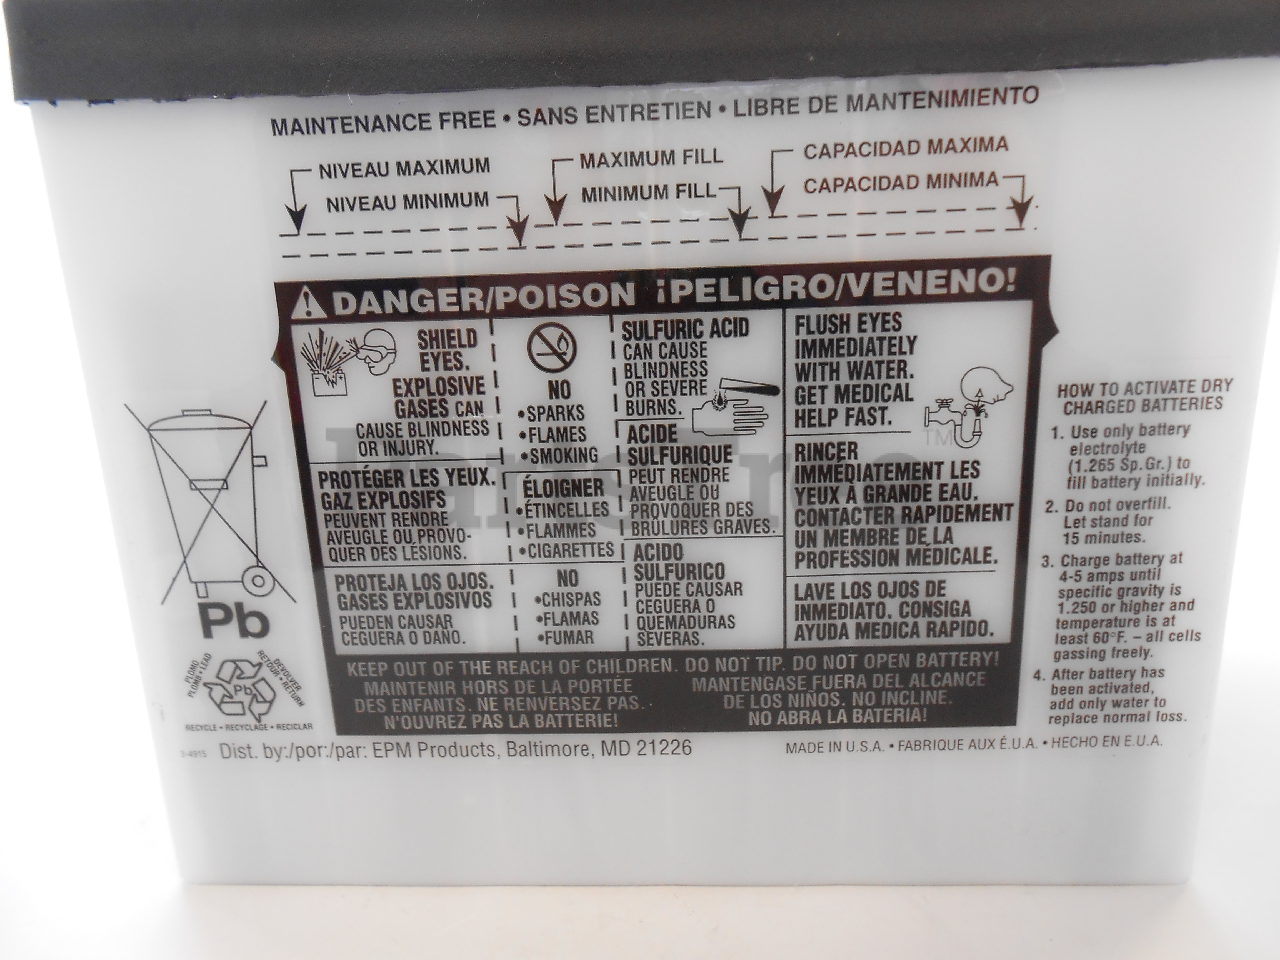 MAINTENANCE FREE • SANS ENTRETIEN • LIBRE DE MANTENIMIENTO
NIVEAU MAXIMUM
NIVEAU MINIMUM
MAXIMUM FILL
MINIMUM FILL
CAPACIDAD MAXIMA
CAPACIDAD MINIMA
DANGER/POISON ¡PELIGRO/VENENO!
SHIELD
EYES.
EXPLOSIVE
GASES CAN
CAUSE BLINDNESS
OR INJURY.
PROTÉGER LES YEUX.
GAZ EXPLOSIFS
PEUVENT RENDRE
AVEUGLE OU PROVO-
QUER DES LÉSIONS.
PROTEJA LOS OJOS.
GASES EXPLOSIVOS
PUEDEN CAUSAR
CEGUERA O DAÑO.
NO
•SPARKS
•FLAMES
•SMOKING
ÉLOIGNER
•ÉTINCELLES
•FLAMMES
•CIGARETTES
NO
•CHISPAS
•FLAMAS
•FUMAR
SULFURIC ACID
CAN CAUSE
BLINDNESS
OR SEVERE
BURNS.
ACIDE
SULFURIQUE
PEUT RENDRE
AVEUGLE OU
PROVOQUER DES
BRÛLURES GRAVES.
ACIDO
SULFURICO
PUEDE CAUSAR
CEGUERA O
QUEMADURAS
SEVERAS.
FLUSH EYES
IMMEDIATELY
WITH WATER.
GET MEDICAL
HELP FAST.
RINCER
IMMÉDIATEMENT LES
YEUX À GRANDE EAU.
CONTACTER RAPIDEMENT
UN MEMBRE DE LA
PROFESSION MÉDICALE.
LAVE LOS OJOS DE
INMEDIATO. CONSIGA
AYUDA MEDICA RAPIDO.
KEEP OUT OF THE REACH OF CHILDREN. DO NOT TIP. DO NOT OPEN BATTERY!
MAINTENIR HORS DE LA PORTÉE
DES ENFANTS. NE RENVERSEZ PAS.
N'OUVREZ PAS LA BATTERIE!
MANTENGASE FUERA DEL ALCANCE
DE LOS NIÑOS. NO INCLINE.
NO ABRA LA BATERIA!
Pb
PLOMO
PLOMB • LEAD
DEVOLVER
RETOUR • RETURN
Pb
RECYCLE • RECYCLAGE • RECICLAR
Dist. by:/por:/par: EPM Products, Baltimore, MD 21226
MADE IN U.S.A. • FABRIQUE AUX É.U.A. • HECHO EN E.U.A.
HOW TO ACTIVATE DRY
CHARGED BATTERIES
1. Use only battery
electrolyte
(1.265 Sp.Gr.) to
fill battery initially.
2. Do not overfill.
Let stand for
15 minutes.
3. Charge battery at
4-5 amps until
specific gravity is
1.250 or higher and
temperature is at
least 60°F. – all cells
gassing freely.
4. After battery has
been activated,
add only water to
replace normal loss.
TM